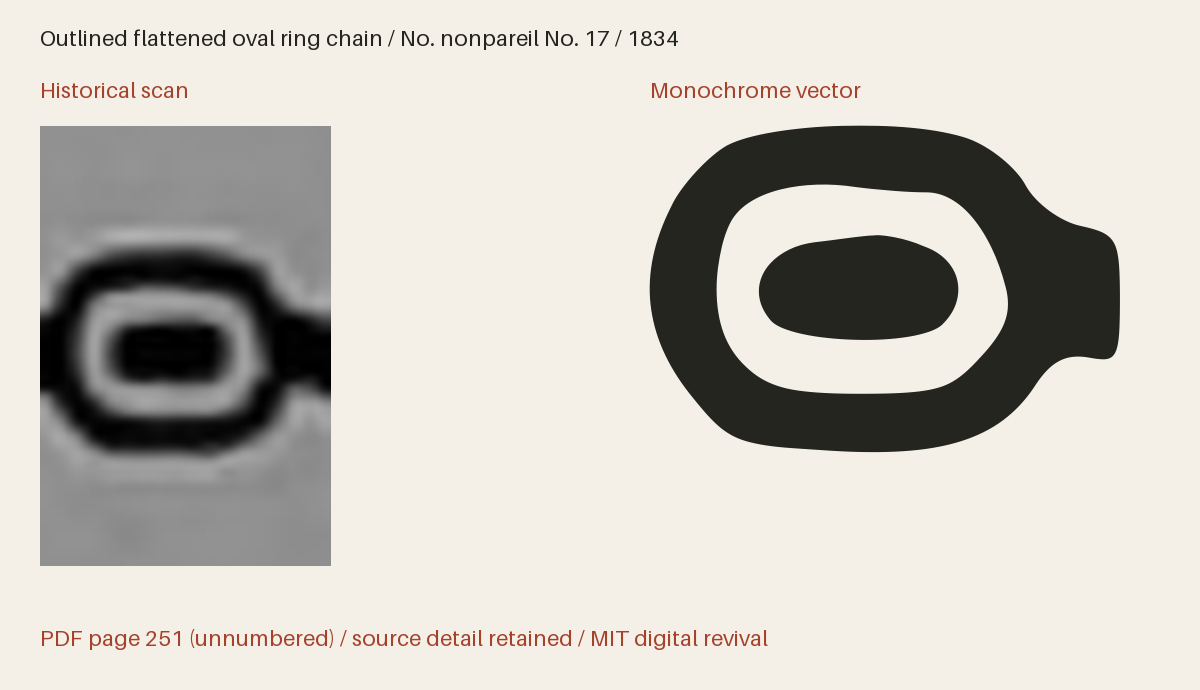 Outlined flattened oval ring chain / No. nonpareil No. 17 / 1834
Historical scan
Monochrome vector
PDF page 251 (unnumbered) / source detail retained / MIT digital revival